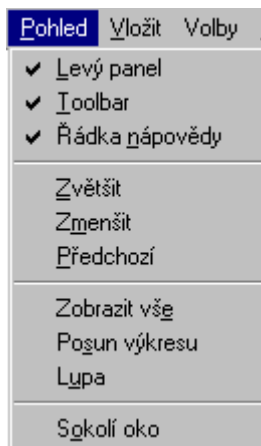 Pohled Vložit Volby
✔ Levý panel
✔ Toolbar
✔ Řádka nápovědy
Zvětšit
Zmenšit
Předchozí
Zobrazit vše
Posun výkresu
Lupa
Sokolí oko